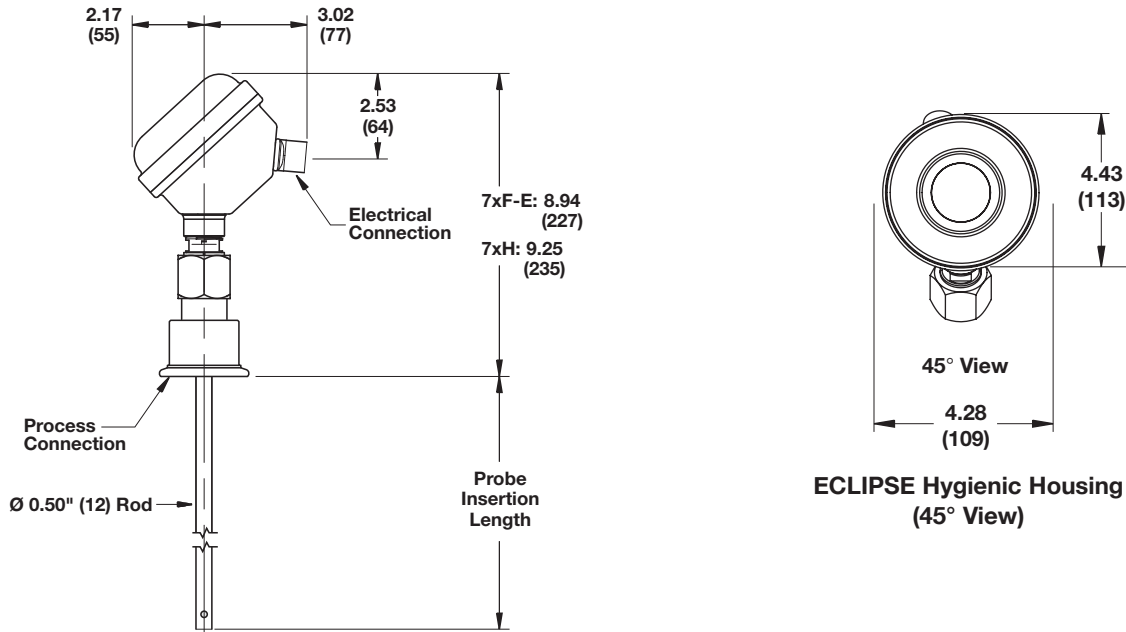 2.17
(55)
3.02
(77)
2.53
(64)
Electrical
Connection
7xF-E: 8.94
(227)
7xH: 9.25
(235)
Process
Connection
Ø 0.50" (12) Rod
Probe
Insertion
Length
4.43
(113)
45° View
4.28
(109)
ECLIPSE Hygienic Housing
(45° View)